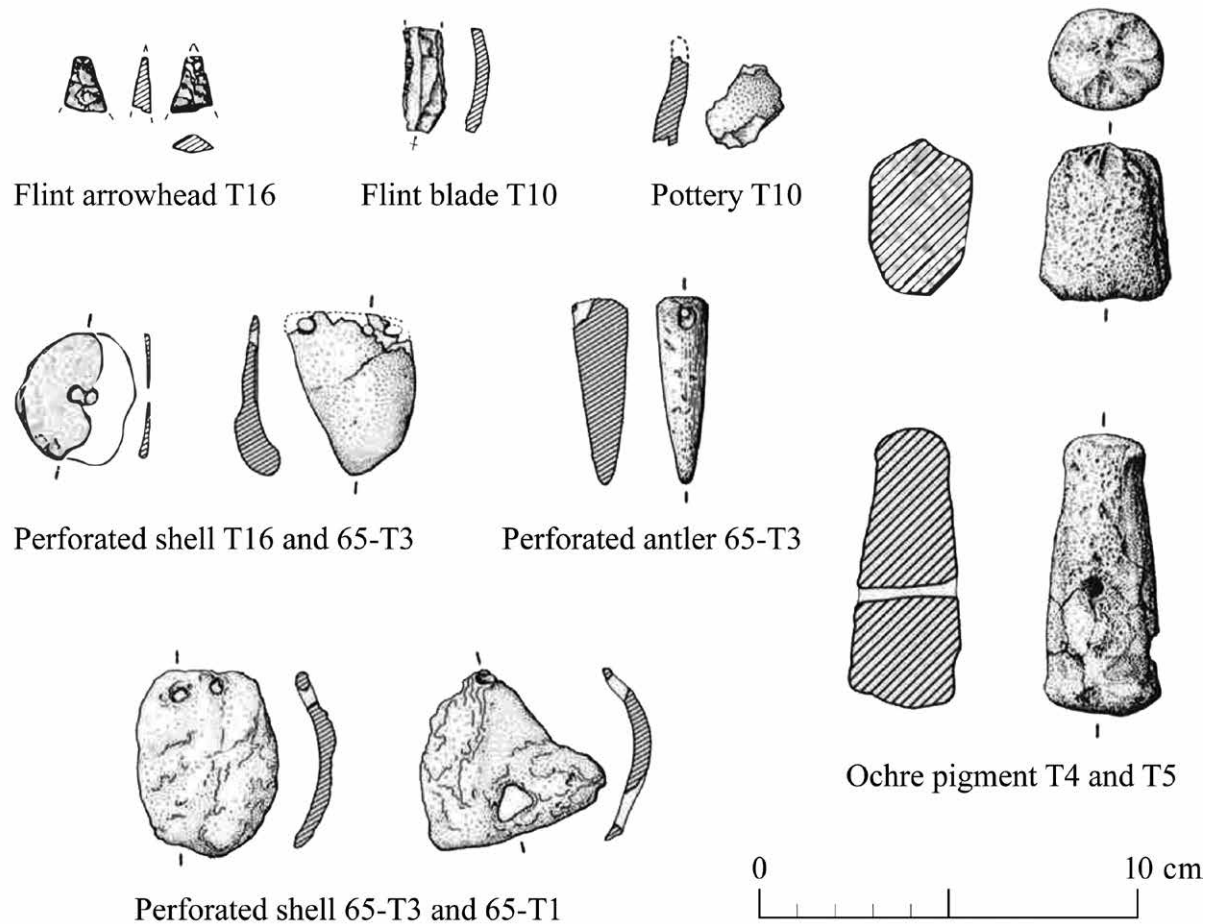 Flint arrowhead T16
Flint blade T10
Pottery T10
Perforated shell T16 and 65-T3
Perforated antler 65-T3
Ochre pigment T4 and T5
Perforated shell 65-T3 and 65-T1
0
10 cm